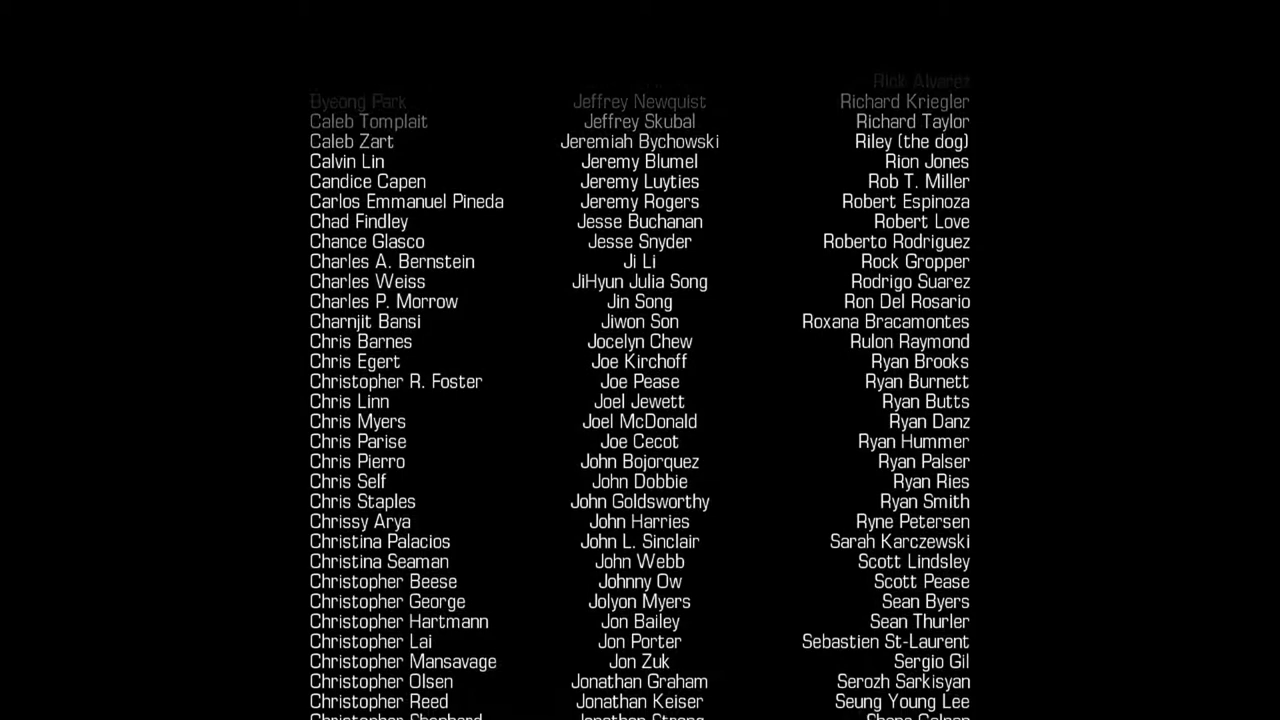 Rick Alvarez
Byeong Park Jeffrey Newquist Richard Kriegler
Caleb Tomplait Jeffrey Skubal Richard Taylor
Caleb Zart Jeremiah Bychowski Riley (the dog)
Calvin Lin Jeremy Blumel Rion Jones
Candice Capen Jeremy Luyties Rob T. Miller
Carlos Emmanuel Pineda Jeremy Rogers Robert Espinoza
Chad Findley Jesse Buchanan Robert Love
Chance Glasco Jesse Snyder Roberto Rodriguez
Charles A. Bernstein Ji Li Rock Gropper
Charles Weiss JiHyun Julia Song Rodrigo Suarez
Charles P. Morrow Jin Song Ron Del Rosario
Charnjit Bansi Jiwon Son Roxana Bracamontes
Chris Barnes Jocelyn Chew Rulon Raymond
Chris Egert Joe Kirchoff Ryan Brooks
Christopher R. Foster Joe Pease Ryan Burnett
Chris Linn Joel Jewett Ryan Butts
Chris Myers Joel McDonald Ryan Danz
Chris Parise Joe Cecot Ryan Hummer
Chris Pierro John Bojorquez Ryan Palser
Chris Self John Dobbie Ryan Ries
Chris Staples John Goldsworthy Ryan Smith
Chrissy Arya John Harries Ryne Petersen
Christina Palacios John L. Sinclair Sarah Karczewski
Christina Seaman John Webb Scott Lindsley
Christopher Beese Johnny Ow Scott Pease
Christopher George Jolyon Myers Sean Byers
Christopher Hartmann Jon Bailey Sean Thurler
Christopher Lai Jon Porter Sebastien St-Laurent
Christopher Mansavage Jon Zuk Sergio Gil
Christopher Olsen Jonathan Graham Serozh Sarkisyan
Christopher Reed Jonathan Keiser Seung Young Lee
Christopher Jonathan